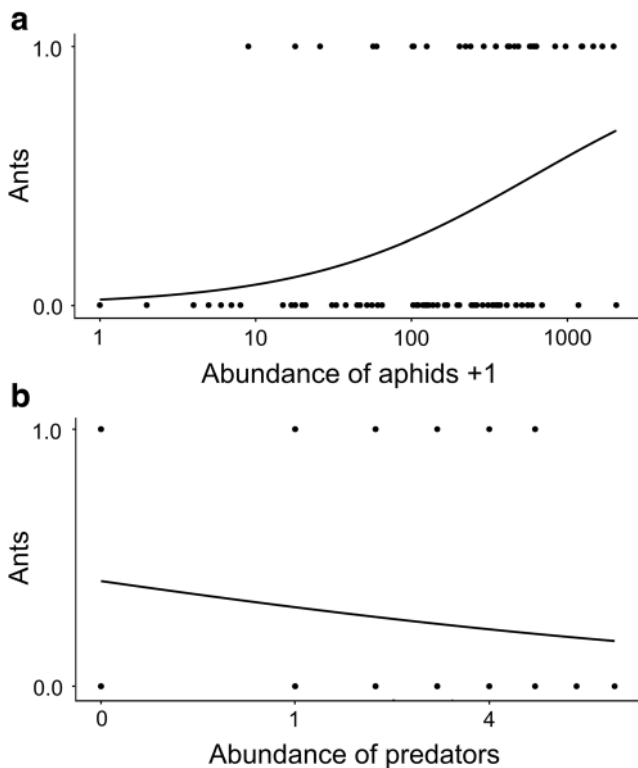 a
1.0
Ants
0.0
1 10 100 1000
Abundance of aphids +1
b
1.0
Ants
0.0
0 1 4
Abundance of predators